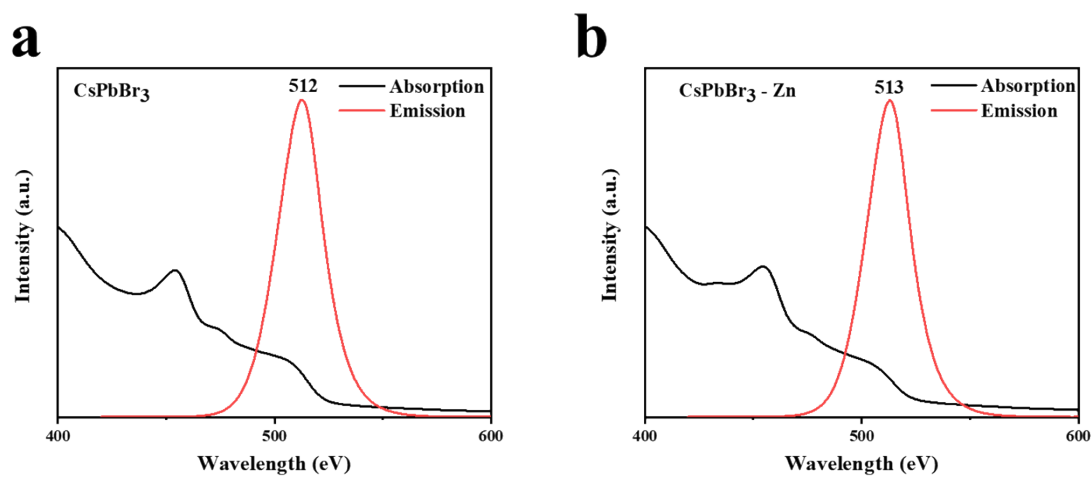 a
CsPbBr3
512
Absorption
Emission
Intensity (a.u.)
400
500
600
Wavelength (eV)
b
CsPbBr3 - Zn
513
Absorption
Emission
Intensity (a.u.)
400
500
600
Wavelength (eV)